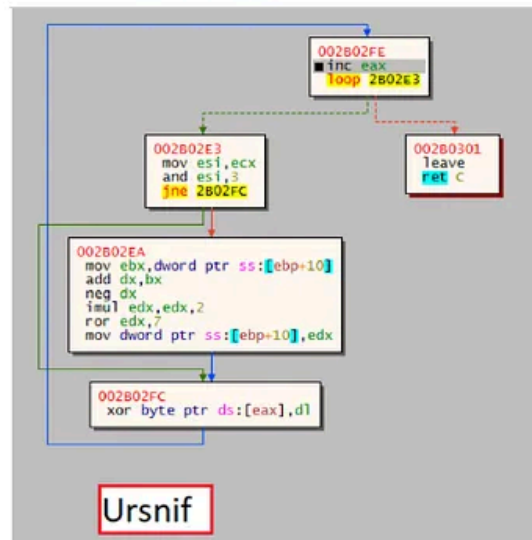 002B02FE
inc eax
loop 2B02E3
002B02E3
mov esi,ecx
and esi,3
jne 2B02FC
002B0301
leave
ret C
002B02EA
mov ebx,dword ptr ss:[ebp+10]
add dx,bx
neg dx
imul edx,edx,2
ror edx,7
mov dword ptr ss:[ebp+10],edx
002B02FC
xor byte ptr ds:[eax],dl
Ursnif